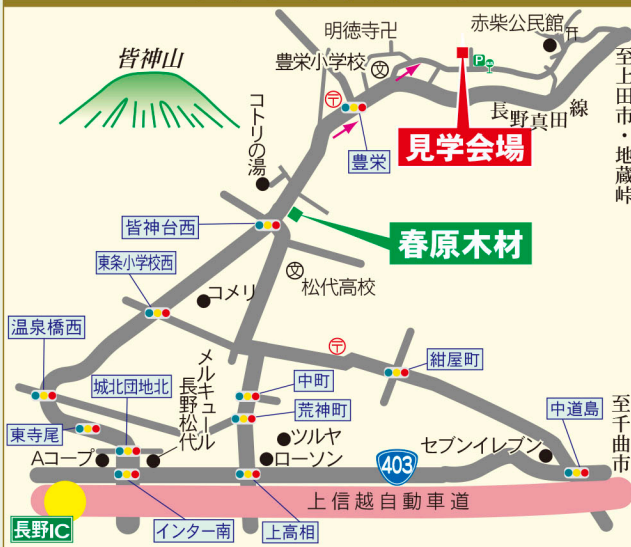 赤柴公民館
明徳寺卍
皆神山
豊栄小学校
文
P
至上田市・地蔵峠
〒
長野真田線
コトリの湯
豊栄
見学会場
皆神台西
春原木材
東条小学校西
文
松代高校
コメリ
温泉橋西
〒
紺屋町
メルキュール
長野松代
城北団地北
中町
荒神町
至千曲市
中道島
東寺尾
ツルヤ
セブンイレブン
Aコープ
ローソン
403
上信越自動車道
長野IC
インター南
上高相